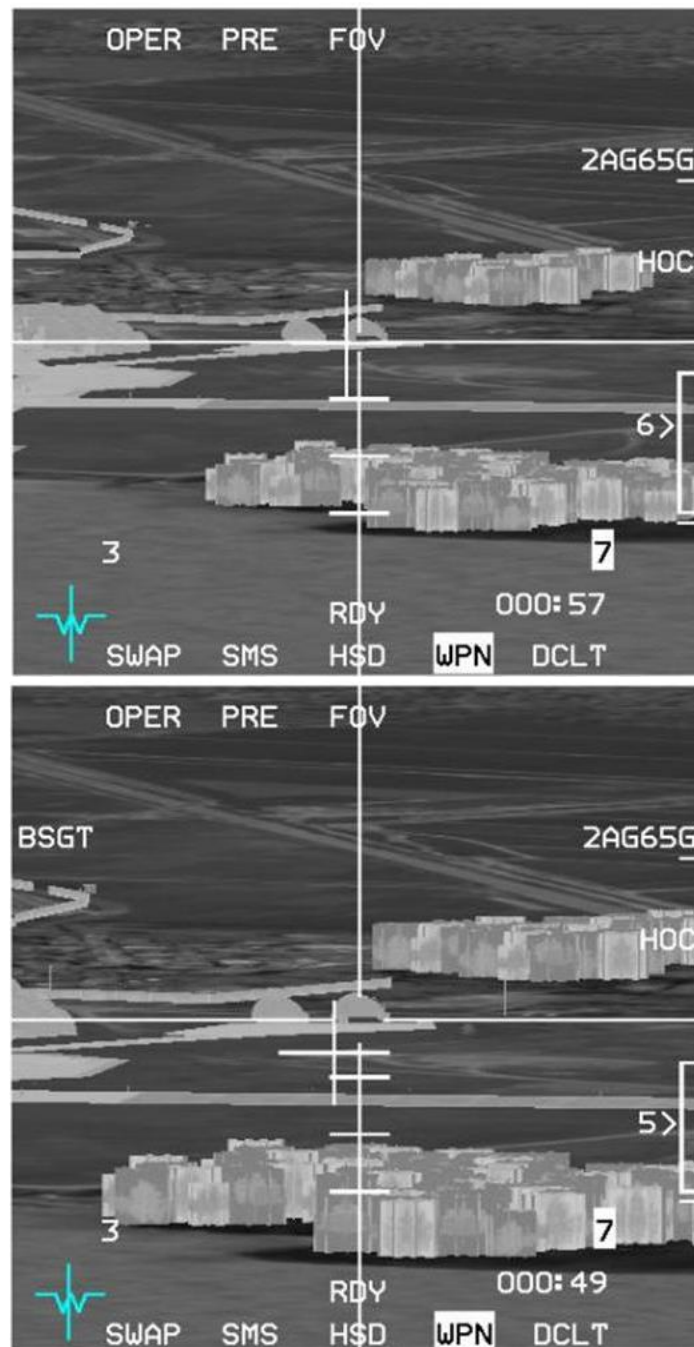 OPER PRE FOV
2AG65G
HOC
6>
3 7
RDY 000:57
SWAP SMS HSD WPN DCLT
OPER PRE FOV
BSGT 2AG65G
HOC
5>
3 7
RDY 000:49
SWAP SMS HSD WPN DCLT